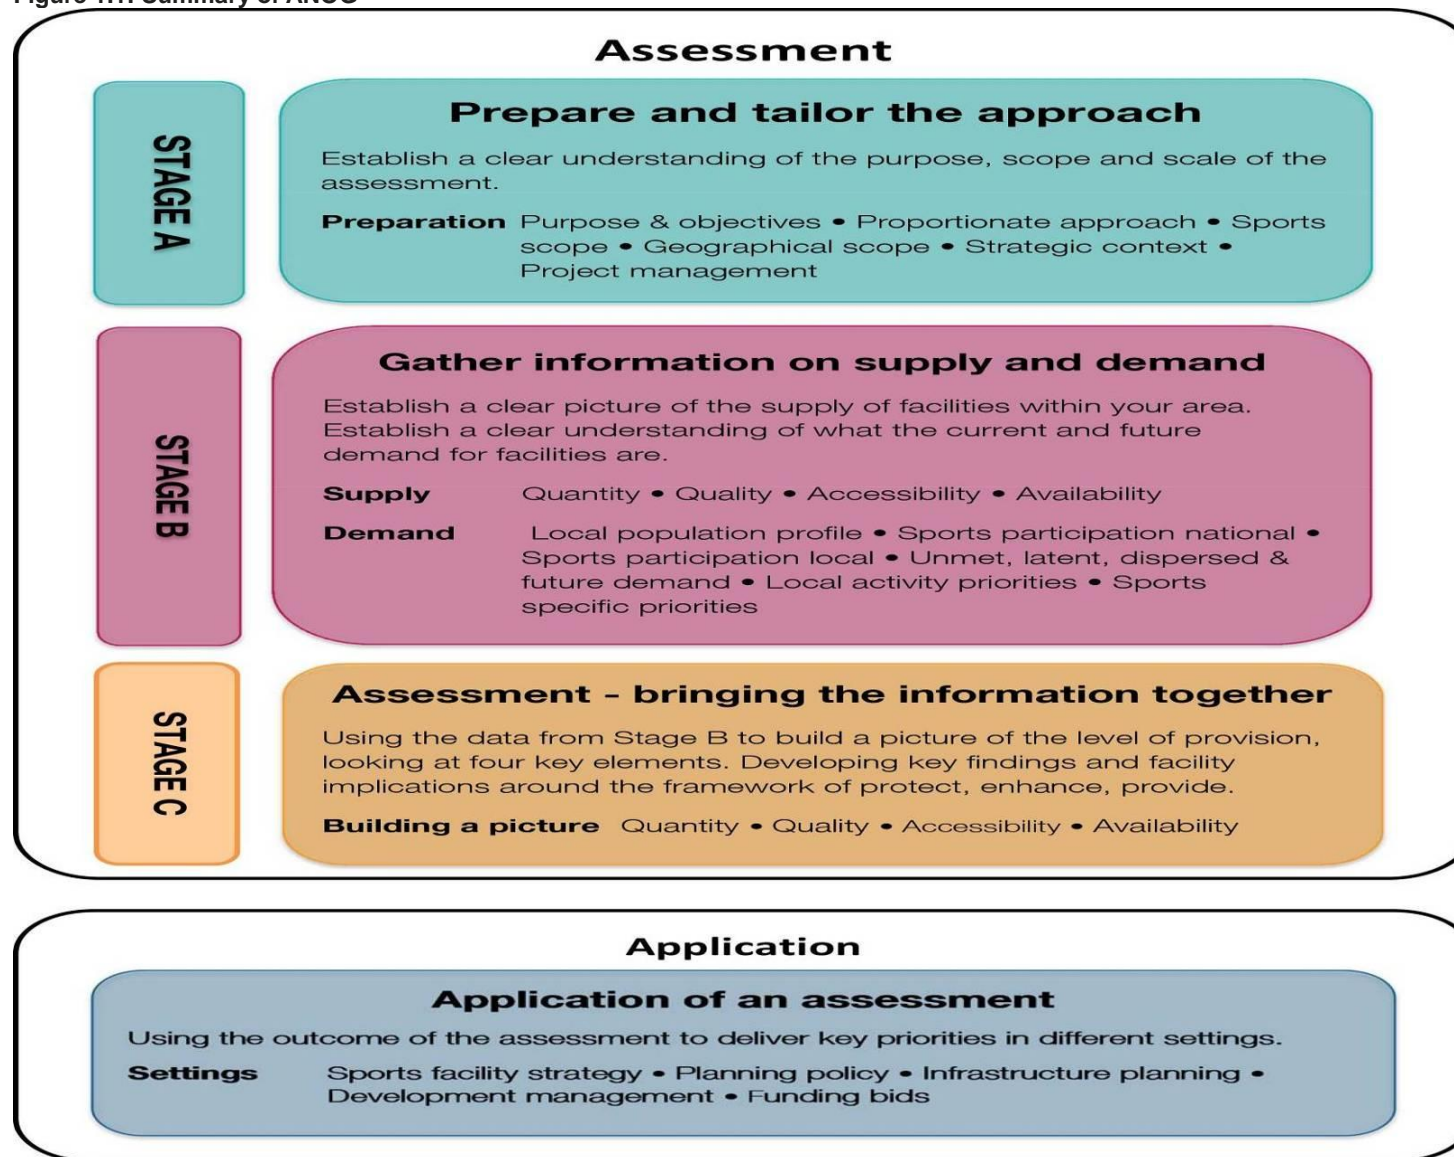 Assessment
STAGE A
Prepare and tailor the approach
Establish a clear understanding of the purpose, scope and scale of the
assessment.
Preparation Purpose & objectives • Proportionate approach • Sports
scope • Geographical scope • Strategic context •
Project management
STAGE B
Gather information on supply and demand
Establish a clear picture of the supply of facilities within your area.
Establish a clear understanding of what the current and future
demand for facilities are.
Supply Quantity • Quality • Accessibility • Availability
Demand Local population profile • Sports participation national •
Sports participation local • Unmet, latent, dispersed &
future demand • Local activity priorities • Sports
specific priorities
STAGE C
Assessment - bringing the information together
Using the data from Stage B to build a picture of the level of provision,
looking at four key elements. Developing key findings and facility
implications around the framework of protect, enhance, provide.
Building a picture Quantity • Quality • Accessibility • Availability
Application
Application of an assessment
Using the outcome of the assessment to deliver key priorities in different settings.
Settings Sports facility strategy • Planning policy • Infrastructure planning •
Development management • Funding bids